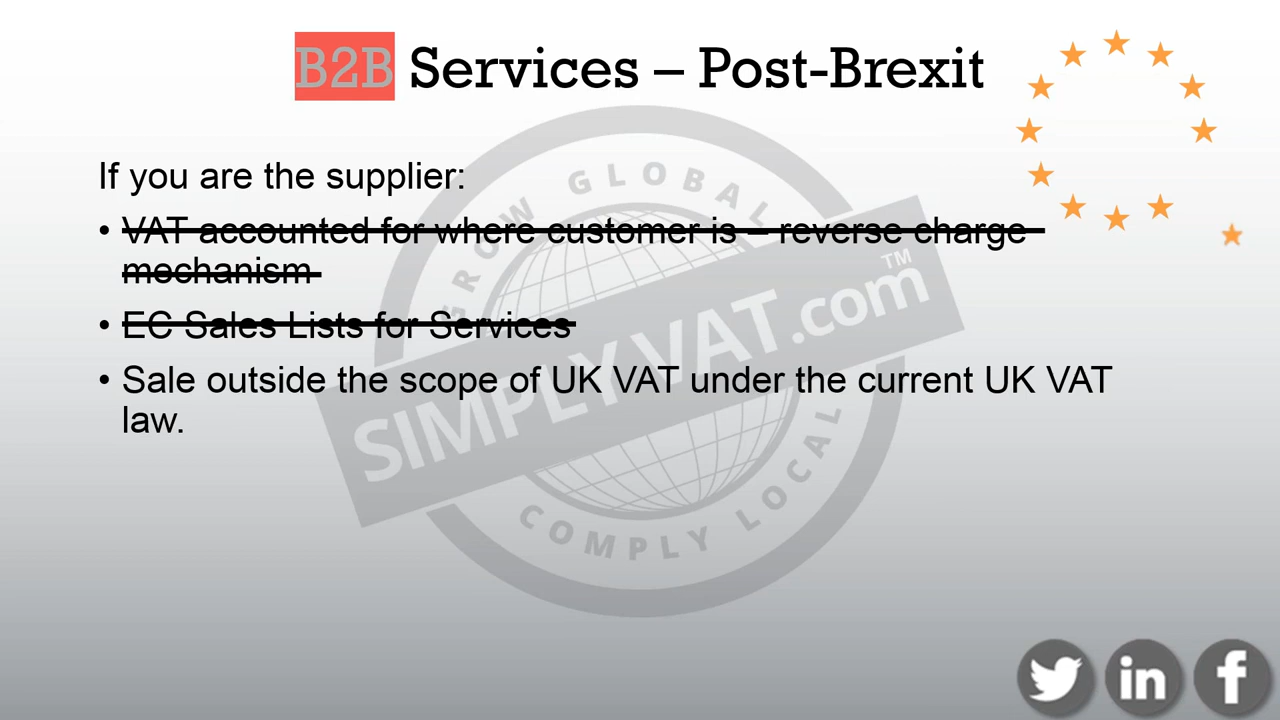 B2B Services – Post-Brexit
If you are the supplier:
• VAT accounted for where customer is – reverse charge
mechanism
• EC Sales Lists for Services
• Sale outside the scope of UK VAT under the current UK VAT
law.
GROW GLOBAL
SIMPLYVAT.com™
COMPLY LOCAL
in
f